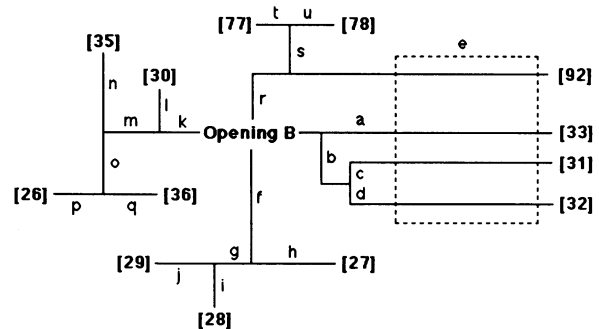 t u
[77] [78]
e
[35] s
n [30] [92]
l r
m k a
Opening B [33]
b
o c [31]
d
[26] [36] f [32]
p q
g h
[29] [27]
j i
[28]